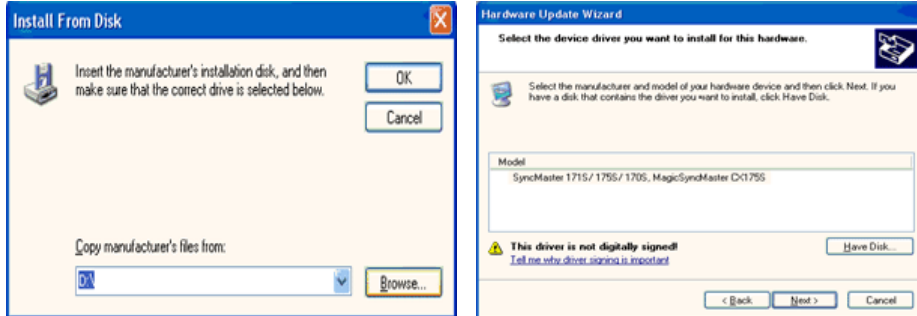 Install From Disk
Insert the manufacturer's installation disk, and then
make sure that the correct drive is selected below.
OK
Cancel
Copy manufacturer's files from:
D:\
Browse...
Hardware Update Wizard
Select the device driver you want to install for this hardware.
Select the manufacturer and model of your hardware device and then click Next. If you
have a disk that contains the driver you want to install, click Have Disk.
Model
SyncMaster 171S/ 175S/ 170S, MagicSyncMaster CX175S
This driver is not digitally signed!
Tell me why driver signing is important
Have Disk...
< Back
Next >
Cancel